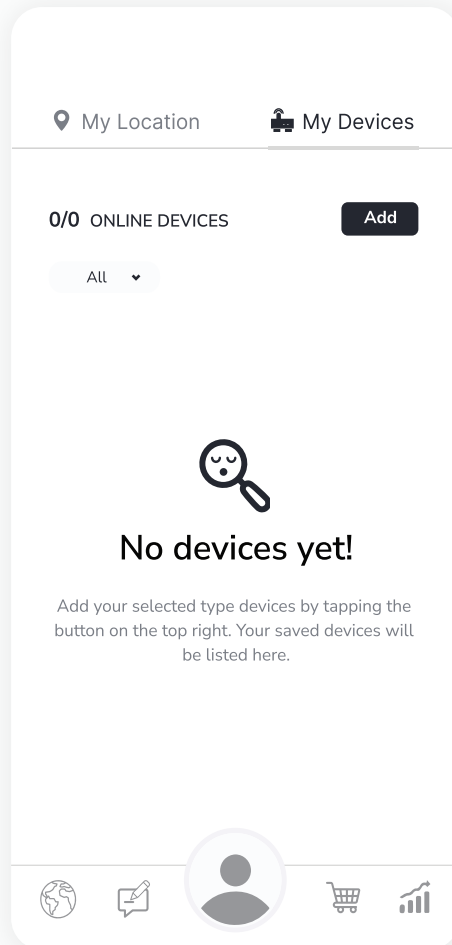 My Location
My Devices
0/0 ONLINE DEVICES
Add
All
No devices yet!
Add your selected type devices by tapping the
button on the top right. Your saved devices will
be listed here.